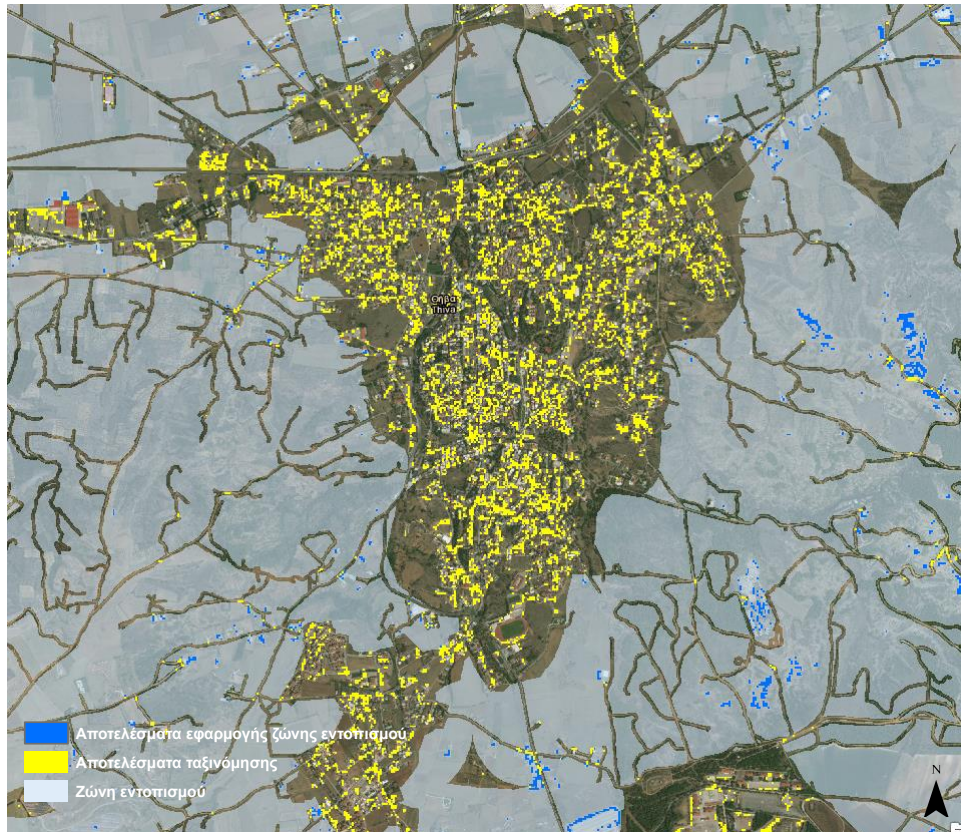 Θήβα
Thiva
Αποτελέσματα εφαρμογής ζώνης εντοπισμού
Αποτελέσματα ταξινόμησης
Ζώνη εντοπισμού
N